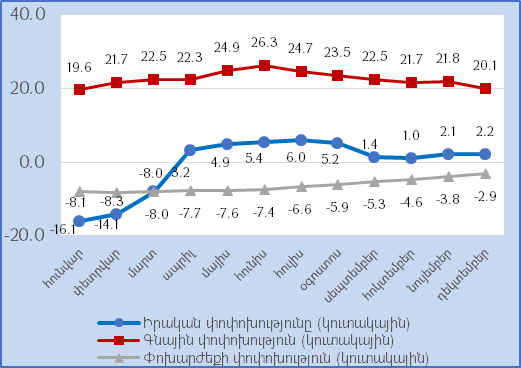 40.0
20.0
0.0
-20.0
19.6 21.7 22.5 22.3 24.9 26.3 24.7 23.5 22.5 21.7 21.8 20.1
-16.1 -14.1 -8.0 3.2 4.9 5.4 6.0 5.2 1.4 1.0 2.1 2.2
-8.1 -8.3 -8.0 -7.7 -7.6 -7.4 -6.6 -5.9 -5.3 -4.6 -3.8 -2.9
հունվար փետրվար մարտ ապրիլ մայիս հունիս հուլիս օգոստոս սեպտեմբեր հոկտեմբեր նոյեմբեր դեկտեմբեր
Իրական փոփոխությունը (կուտակային)
Գնային փոփոխություն (կուտակային)
Փոխարժեքի փոփոխություն (կուտակային)